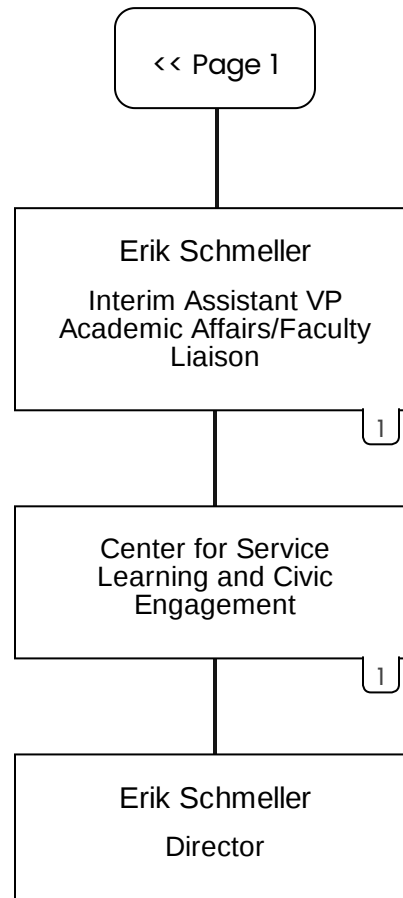 << Page 1
Erik Schmeller
Interim Assistant VP
Academic Affairs/Faculty
Liaison
1
Center for Service
Learning and Civic
Engagement
1
Erik Schmeller
Director